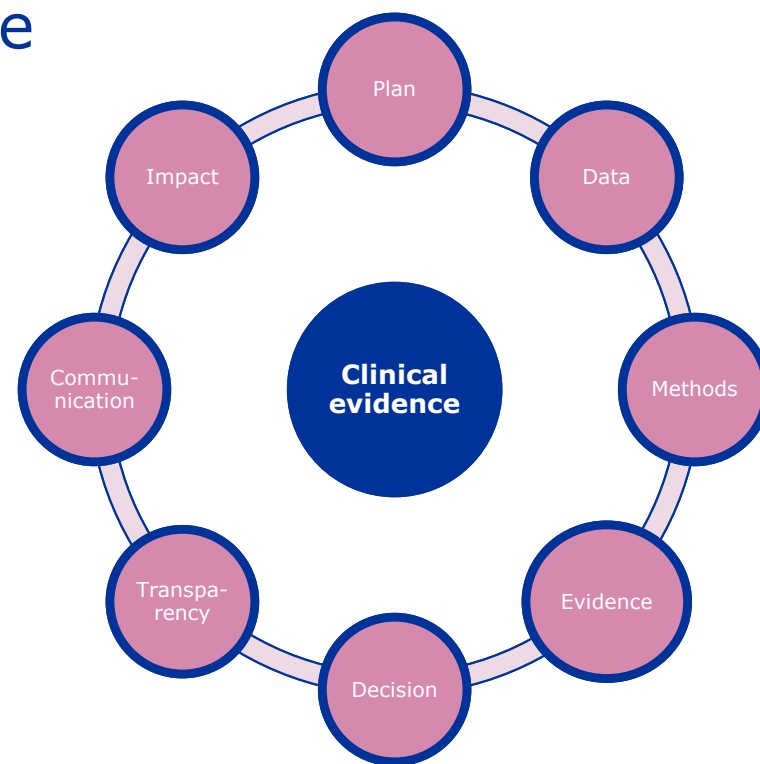 e
Plan
Impact
Data
Clinical
evidence
Commu-
nication
Methods
Transpa-
rency
Evidence
Decision